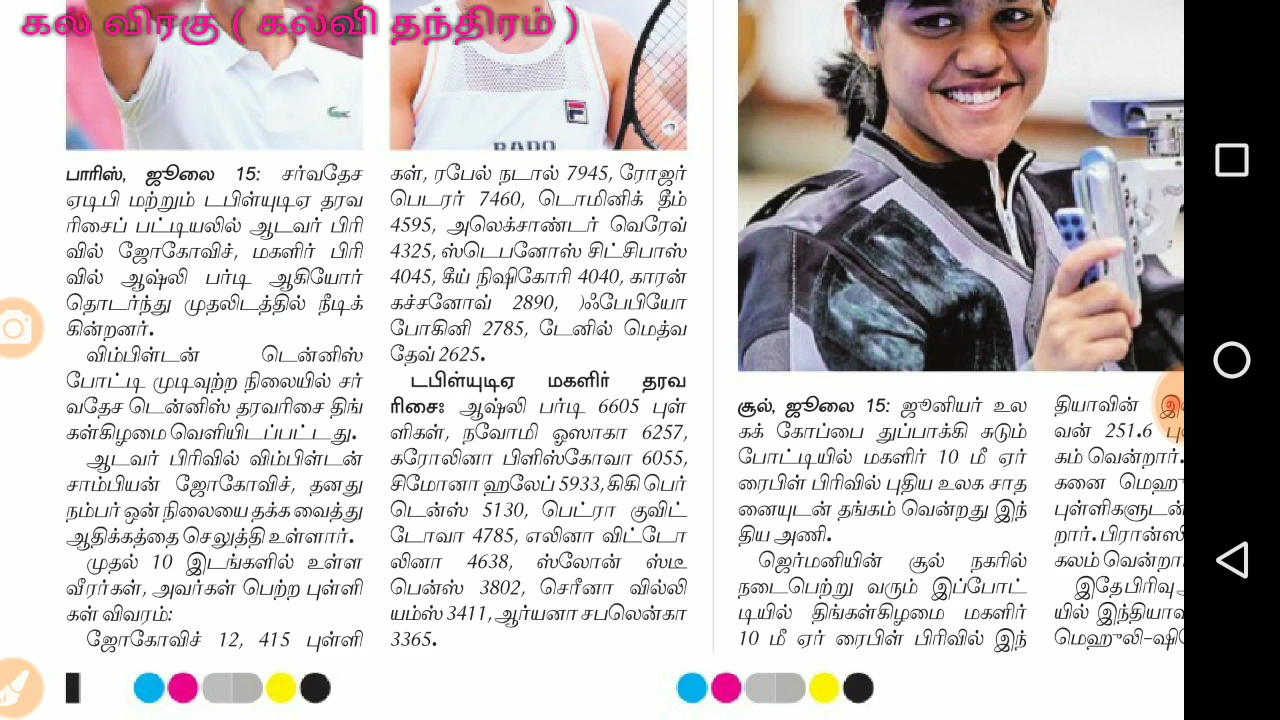 கல் விரகு ( கல்வி தந்திரம் )
RADO
பாரிஸ், ஜூலை 15: சர்வதேச
ஏடிபி மற்றும் டபிள்யுடிஏ தரவ
ரிசைப் பட்டியலில் ஆடவர் பிரி
வில் ஜோகோவிச், மகளிர் பிரி
வில் ஆஷ்லி பர்டி ஆகியோர்
தொடர்ந்து முதலிடத்தில் நீடிக்
கின்றனர்.
விம்பிள்டன் டென்னிஸ்
போட்டி முடிவுற்ற நிலையில் சர்
வதேச டென்னிஸ் தரவரிசை திங்
கள்கிழமை வெளியிடப்பட்டது.
ஆடவர் பிரிவில் விம்பிள்டன்
சாம்பியன் ஜோகோவிச், தனது
நம்பர் ஒன் நிலையை தக்க வைத்து
ஆதிக்கத்தை செலுத்தி உள்ளார்.
முதல் 10 இடங்களில் உள்ள
வீரர்கள், அவர்கள் பெற்ற புள்ளி
கள் விவரம்:
ஜோகோவிச் 12, 415 புள்ளி
கள், ரபேல் நடால் 7945, ரோஜர்
பெடரர் 7460, டொமினிக் தீம்
4595, அலெக்சாண்டர் வெரேவ்
4325, ஸ்டெபனோஸ் சிட்சிபாஸ்
4045, கீய் நிஷிகோரி 4040, காரன்
கச்சனோவ் 2890, )ஃபேபியோ
போகினி 2785, டேனில் மெத்வ
தேவ் 2625.
டபிள்யுடிஏ மகளிர் தரவ
ரிசை: ஆஷ்லி பர்டி 6605 புள்
ளிகள், நவோமி ஓஸாகா 6257,
கரோலினா பிளிஸ்கோவா 6055,
சிமோனா ஹலேப் 5933, கிகி பெர்
டென்ஸ் 5130, பெட்ரா குவிட்
டோவா 4785, எலினா விட்டோ
லினா 4638, ஸ்லோன் ஸ்டீ
பென்ஸ் 3802, செரீனா வில்லி
யம்ஸ் 3411, ஆர்யனா சபலென்கா
3365.
சூல், ஜூலை 15: ஜூனியர் உல
கக் கோப்பை துப்பாக்கி சுடும்
போட்டியில் மகளிர் 10 மீ ஏர்
ரைபிள் பிரிவில் புதிய உலக சாத
னையுடன் தங்கம் வென்றது இந்
திய அணி.
ஜெர்மனியின் சூல் நகரில்
நடைபெற்று வரும் இப்போட்
டியில் திங்கள்கிழமை மகளிர்
10 மீ ஏர் ரைபிள் பிரிவில் இந்
தியாவின்
வன் 251.6
கம் வென்றார்.
கனை
புள்ளிகளுடன்
றார். பிரான்ஸி
கலம் வென்றா
இதேபிரிவு
யில் இந்தியாவ
மெஹுலி-